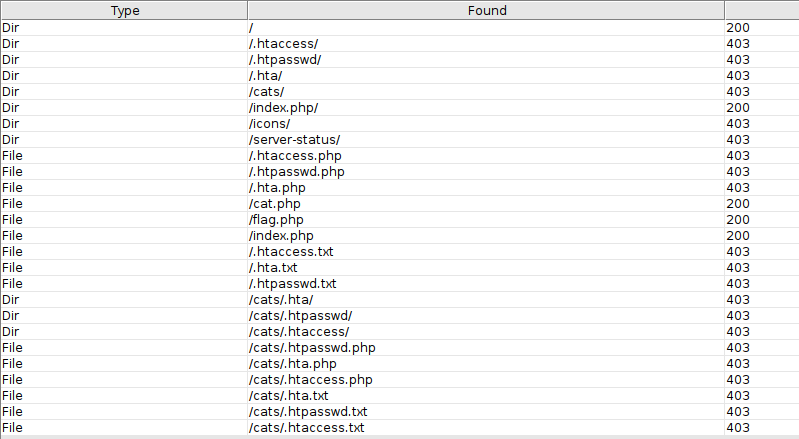 Type Found
Dir / 200
Dir /.htaccess/ 403
Dir /.htpasswd/ 403
Dir /.hta/ 403
Dir /cats/ 403
Dir /index.php/ 200
Dir /icons/ 403
Dir /server-status/ 403
File /.htaccess.php 403
File /.htpasswd.php 403
File /.hta.php 403
File /cat.php 200
File /flag.php 200
File /index.php 200
File /.htaccess.txt 403
File /.hta.txt 403
File /.htpasswd.txt 403
Dir /cats/.hta/ 403
Dir /cats/.htpasswd/ 403
Dir /cats/.htaccess/ 403
File /cats/.htpasswd.php 403
File /cats/.hta.php 403
File /cats/.htaccess.php 403
File /cats/.hta.txt 403
File /cats/.htpasswd.txt 403
File /cats/.htaccess.txt 403